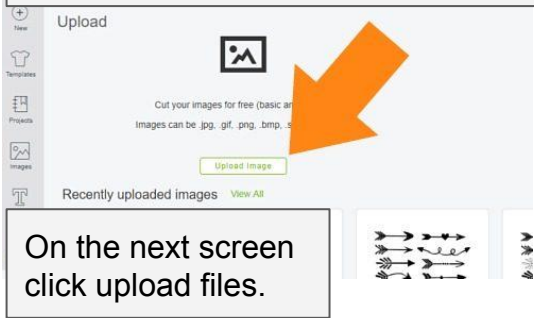 New
Upload
Templates
Projects
Cut your images for free (basic
Images can be .jpg, .gif, .png, .bmp,
Images
Upload Image
Recently uploaded images View All
On the next screen
click upload files.